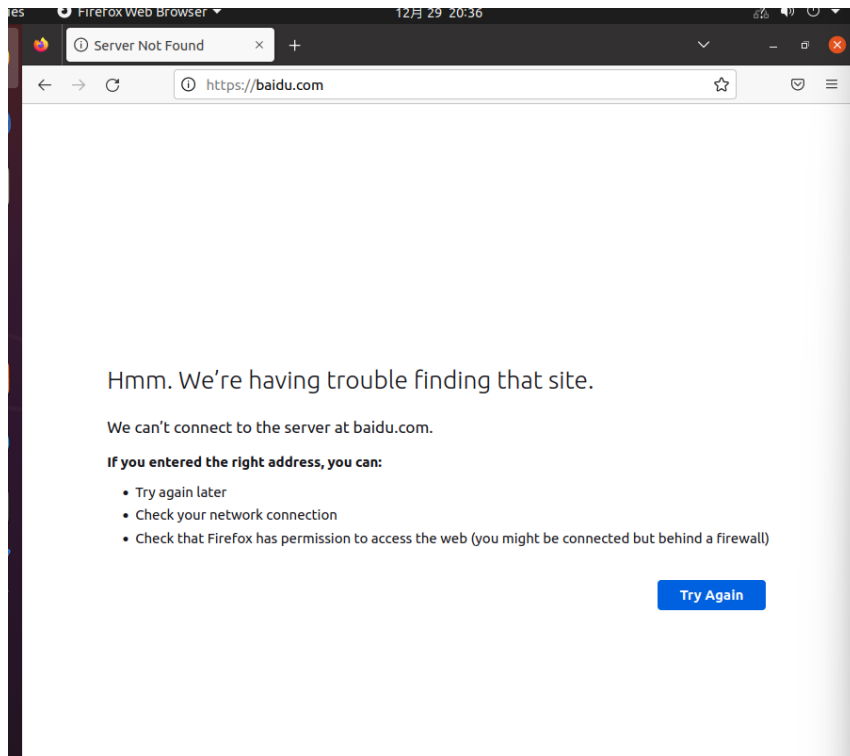 ies Firefox Web Browser 12月 29 20:36
Server Not Found
https://baidu.com
Hmm. We're having trouble finding that site.
We can't connect to the server at baidu.com.
If you entered the right address, you can:
Try again later
Check your network connection
Check that Firefox has permission to access the web (you might be connected but behind a firewall)
Try Again